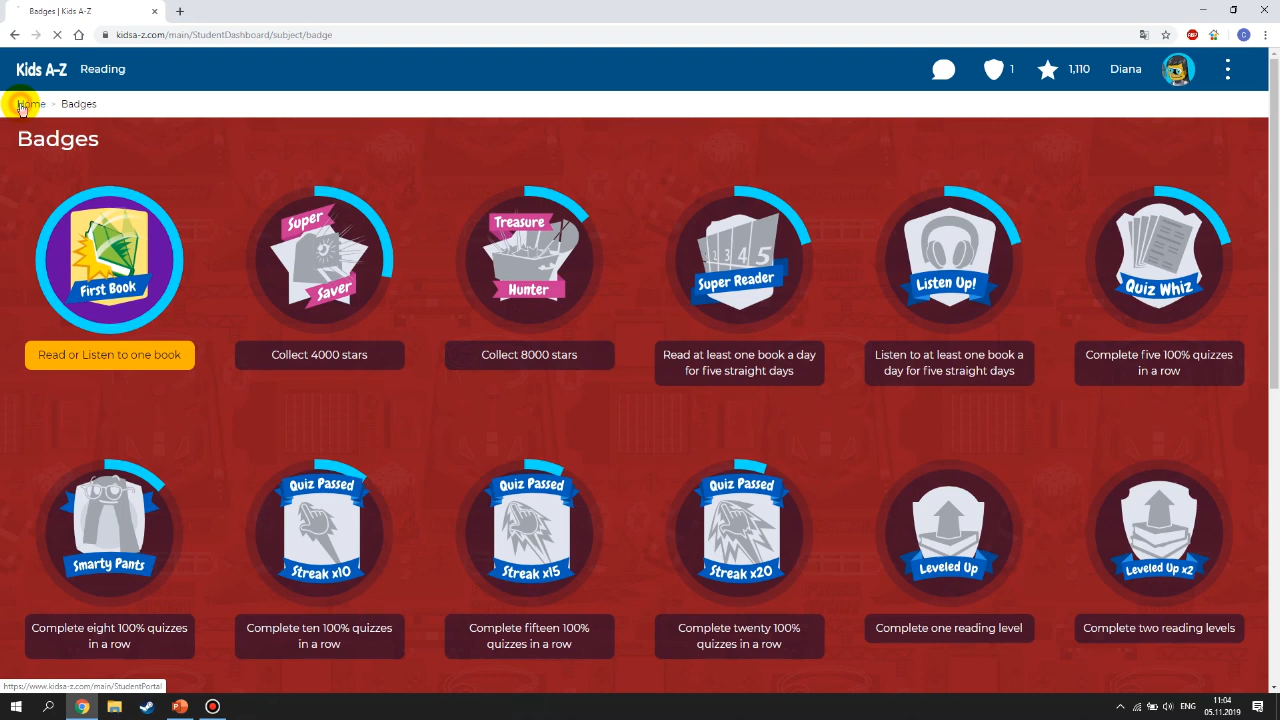 Badges | Kids A-Z
kidsa-z.com/main/StudentDashboard/subject/badge
Kids A-Z Reading
1 1,110 Diana
Home > Badges
Badges
First Book
Super Saver
Treasure Hunter
1 2 3 4 5
Super Reader
Listen Up!
Quiz Whiz
Read or Listen to one book
Collect 4000 stars
Collect 8000 stars
Read at least one book a day
for five straight days
Listen to at least one book a
day for five straight days
Complete five 100% quizzes
in a row
Smarty Pants
Quiz Passed
Streak x10
Quiz Passed
Streak x15
Quiz Passed
Streak x20
Leveled Up
Leveled Up x2
Complete eight 100% quizzes
in a row
Complete ten 100% quizzes
in a row
Complete fifteen 100%
quizzes in a row
Complete twenty 100%
quizzes in a row
Complete one reading level
Complete two reading levels
https://www.kidsa-z.com/main/StudentPortal
ENG
11:04
05.11.2019